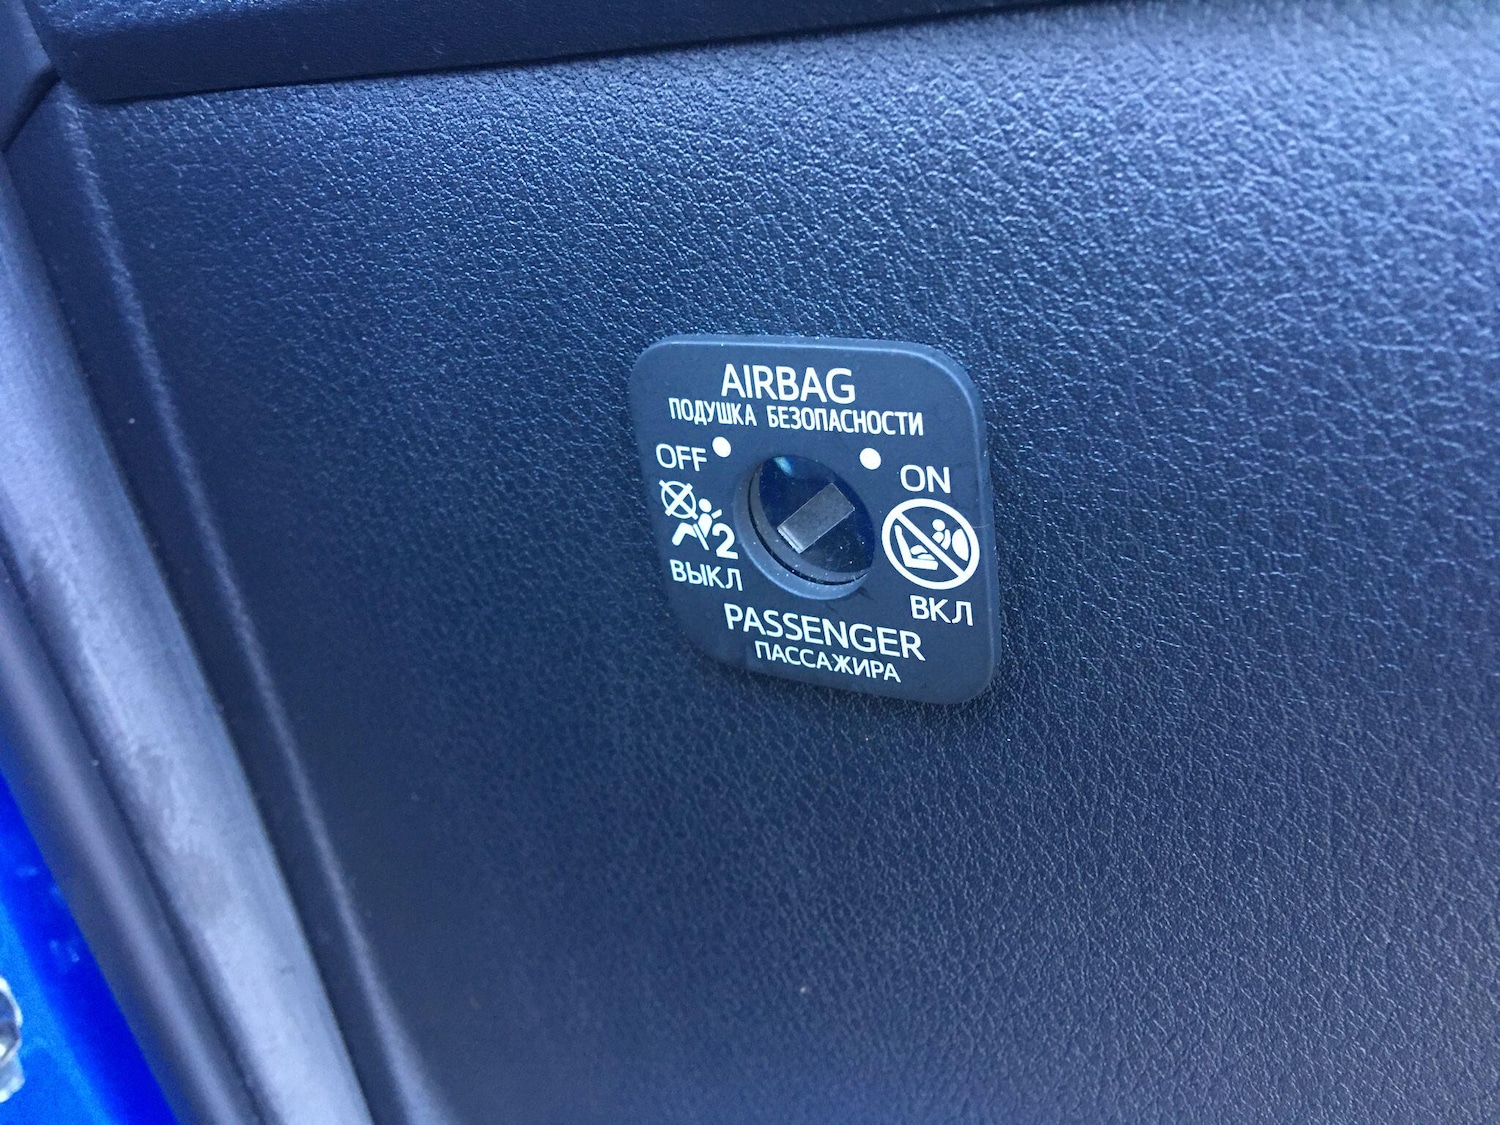 AIRBAG
ПОДУШКА БЕЗОПАСНОСТИ
OFF
ON
2
ВЫКЛ
ВКЛ
PASSENGER
ПАССАЖИРА